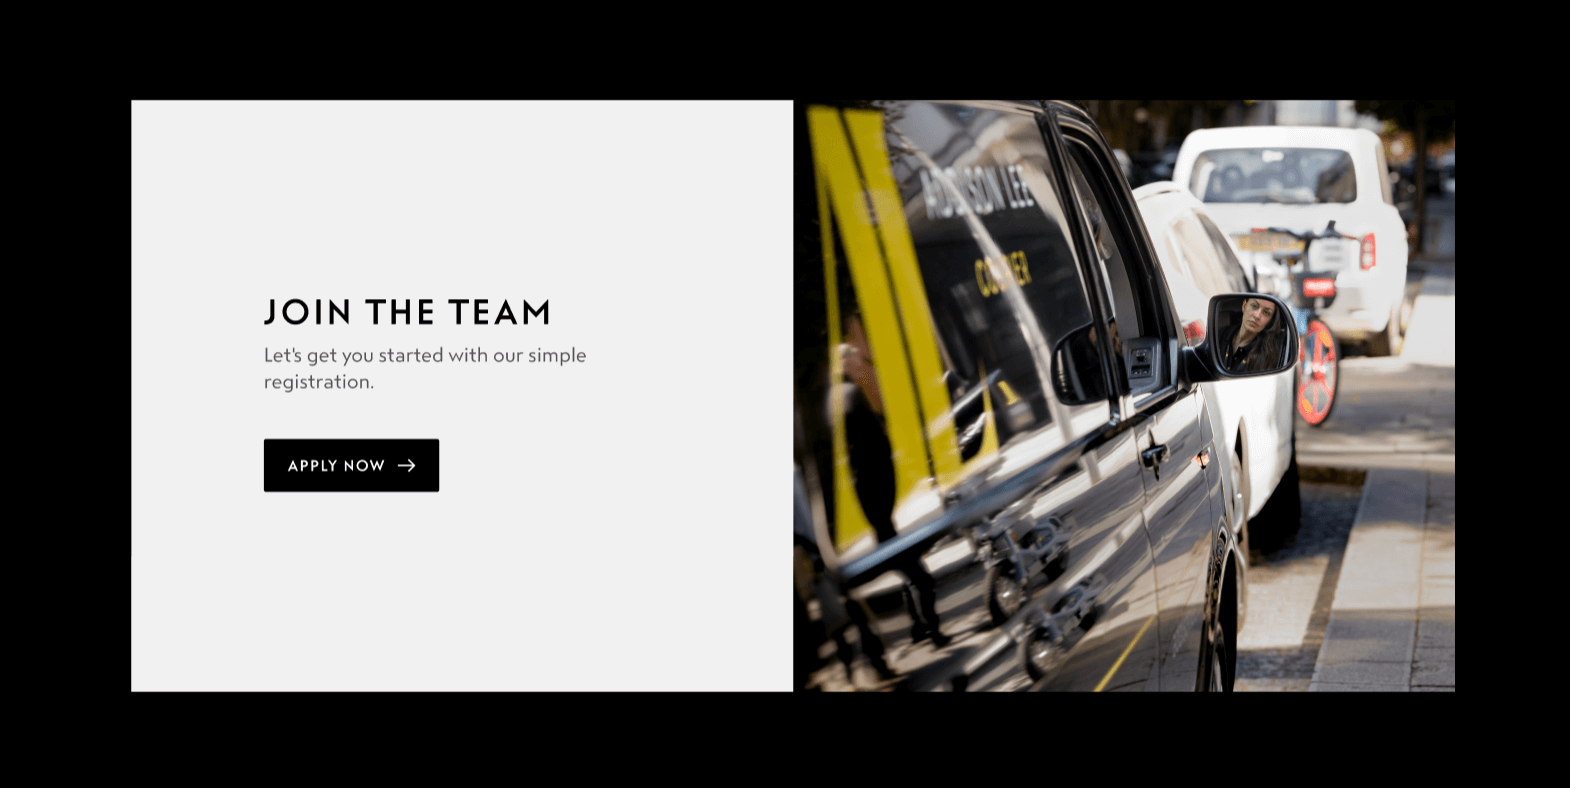 JOIN THE TEAM
Let's get you started with our simple
registration.
APPLY NOW
ADDISON LEE
COURIER